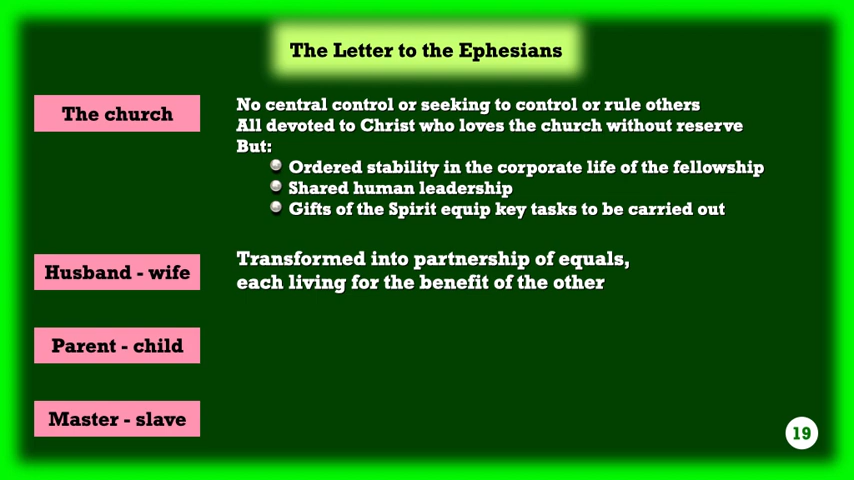 The Letter to the Ephesians
The church
No central control or seeking to control or rule others
All devoted to Christ who loves the church without reserve
But:
Ordered stability in the corporate life of the fellowship
Shared human leadership
Gifts of the Spirit equip key tasks to be carried out
Husband - wife
Transformed into partnership of equals,
each living for the benefit of the other
Parent - child
Master - slave
19